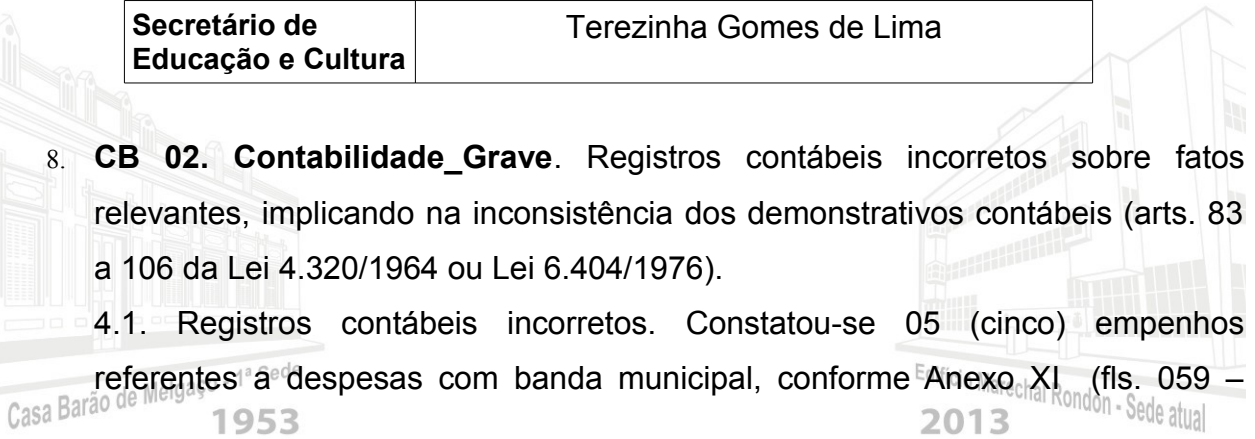 Secretário de Terezinha Gomes de Lima
Educação e Cultura
8. CB 02. Contabilidade_Grave. Registros contábeis incorretos sobre fatos
relevantes, implicando na inconsistência dos demonstrativos contábeis (arts. 83
a 106 da Lei 4.320/1964 ou Lei 6.404/1976).
4.1. Registros contábeis incorretos. Constatou-se 05 (cinco) empenhos
referentes a despesas com banda municipal, conforme Anexo XI (fls. 059 –
Casa Barão de Melgaço 1ª Sede
1953
Rondon - Sede atual
2013